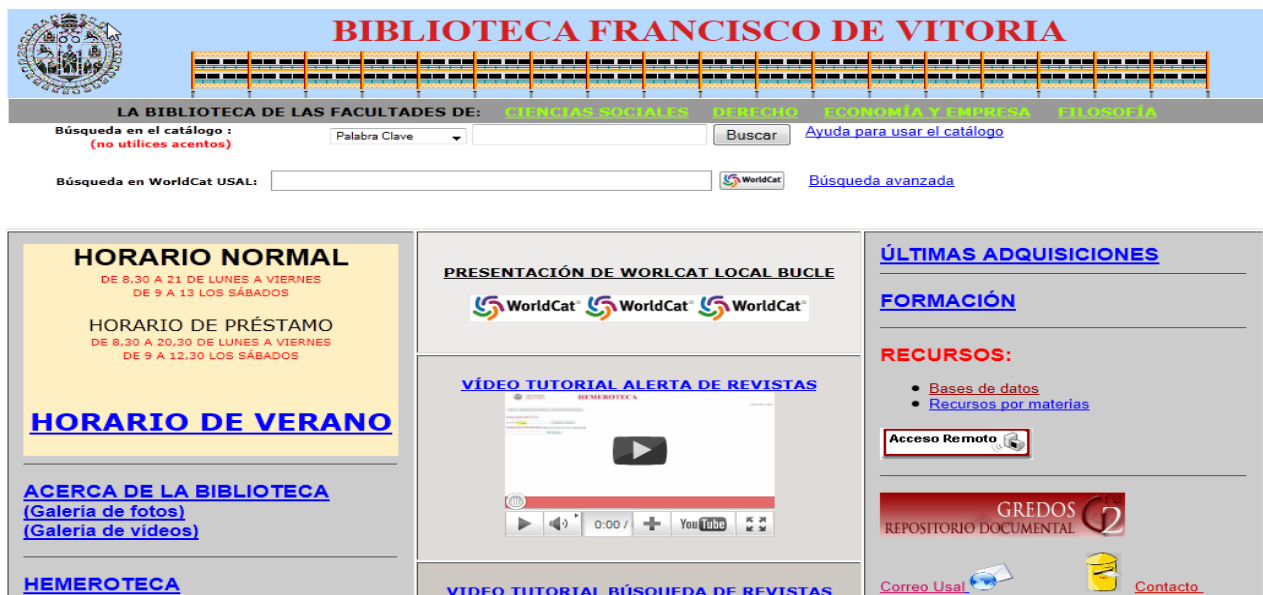 BIBLIOTECA FRANCISCO DE VITORIA
LA BIBLIOTECA DE LAS FACULTADES DE: CIENCIAS SOCIALES DERECHO ECONOMÍA Y EMPRESA FILOSOFÍA
Búsqueda en el catálogo :
(no utilices acentos)
Palabra Clave
Buscar
Ayuda para usar el catálogo
Búsqueda en WorldCat USAL:
WorldCat
Búsqueda avanzada
HORARIO NORMAL
DE 8,30 A 21 DE LUNES A VIERNES
DE 9 A 13 LOS SÁBADOS
HORARIO DE PRÉSTAMO
DE 8,30 A 20,30 DE LUNES A VIERNES
DE 9 A 12,30 LOS SÁBADOS
HORARIO DE VERANO
ACERCA DE LA BIBLIOTECA
(Galería de fotos)
(Galería de vídeos)
HEMEROTECA
PRESENTACIÓN DE WORLCAT LOCAL BUCLE
WorldCat WorldCat WorldCat
VÍDEO TUTORIAL ALERTA DE REVISTAS
HEMEROTECA
0:00 /
YouTube
VIDEO TUTORIAL BÚSQUEDA DE REVISTAS
ÚLTIMAS ADQUISICIONES
FORMACIÓN
RECURSOS:
Bases de datos
Recursos por materias
Acceso Remoto
GREDOS
REPOSITORIO DOCUMENTAL
Correo Usal
Contacto